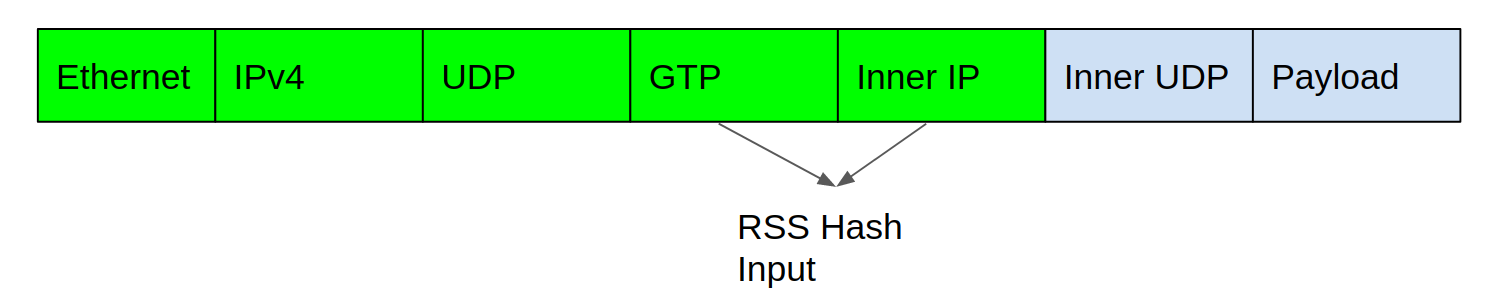 Ethernet IPv4 UDP GTP Inner IP Inner UDP Payload
RSS Hash
Input